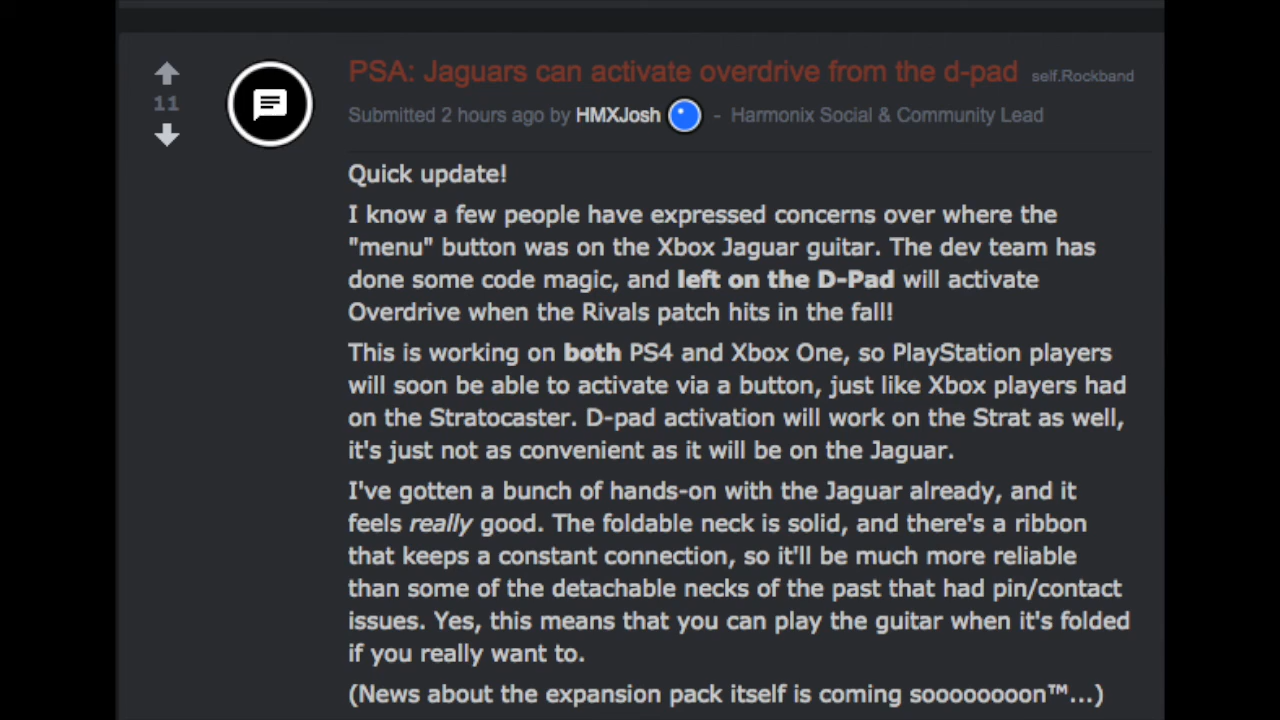 PSA: Jaguars can activate overdrive from the d-pad self.Rockband
11
Submitted 2 hours ago by HMXJosh - Harmonix Social & Community Lead
Quick update!
I know a few people have expressed concerns over where the
"menu" button was on the Xbox Jaguar guitar. The dev team has
done some code magic, and left on the D-Pad will activate
Overdrive when the Rivals patch hits in the fall!
This is working on both PS4 and Xbox One, so PlayStation players
will soon be able to activate via a button, just like Xbox players had
on the Stratocaster. D-pad activation will work on the Strat as well,
it's just not as convenient as it will be on the Jaguar.
I've gotten a bunch of hands-on with the Jaguar already, and it
feels really good. The foldable neck is solid, and there's a ribbon
that keeps a constant connection, so it'll be much more reliable
than some of the detachable necks of the past that had pin/contact
issues. Yes, this means that you can play the guitar when it's folded
if you really want to.
(News about the expansion pack itself is coming soooooooon™...)